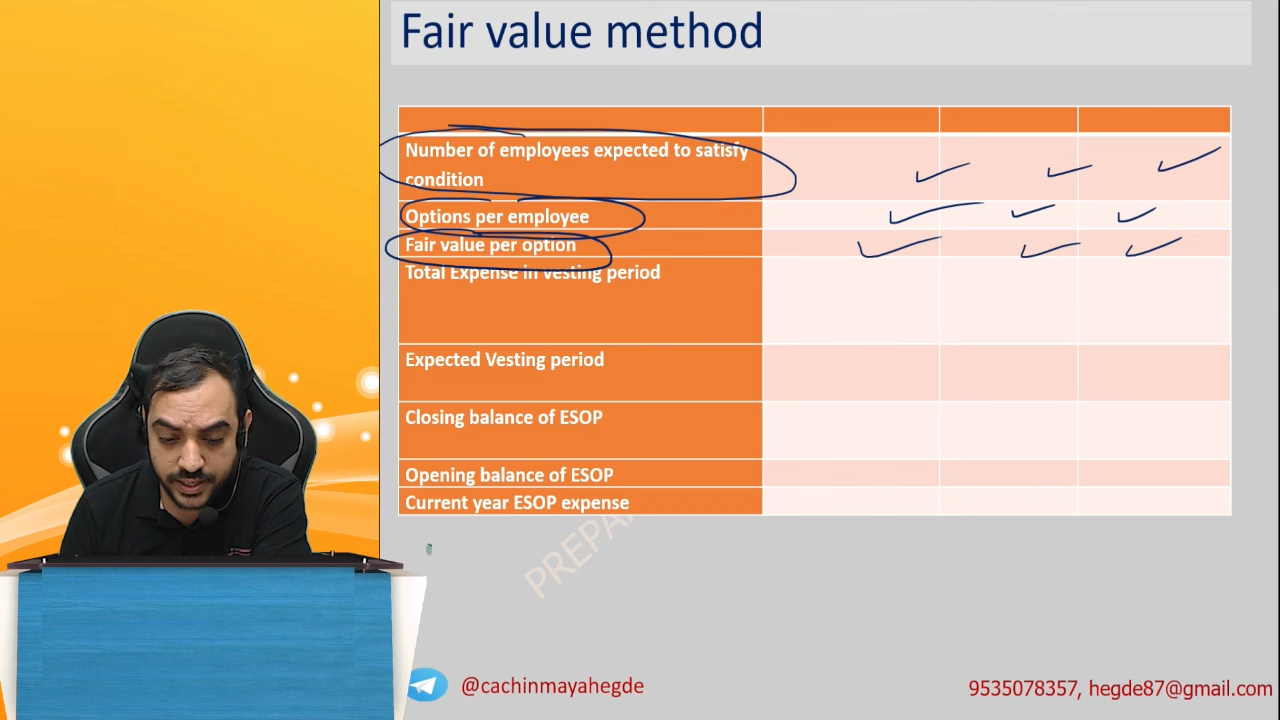 Fair value method
Number of employees expected to satisfy
condition
Options per employee
Fair value per option
Total Expense in vesting period
Expected Vesting period
Closing balance of ESOP
Opening balance of ESOP
Current year ESOP expense
@cachinmayahegde
9535078357, hegde87@gmail.com